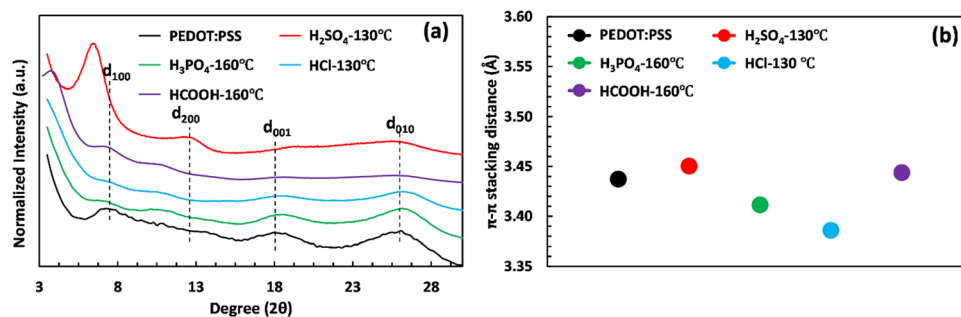 (a)
PEDOT:PSS
H₂SO₄-130℃
H₃PO₄-160℃
HCl-130℃
HCOOH-160℃
d₁₀₀
d₂₀₀
d₀₀₁
d₀₁₀
Normalized Intensity (a.u.)
3 8 13 18 23 28
Degree (2θ)
(b)
PEDOT:PSS
H₂SO₄-130℃
H₃PO₄-160℃
HCl-130 ℃
HCOOH-160℃
π-π stacking distance (Å)
3.60
3.55
3.50
3.45
3.40
3.35